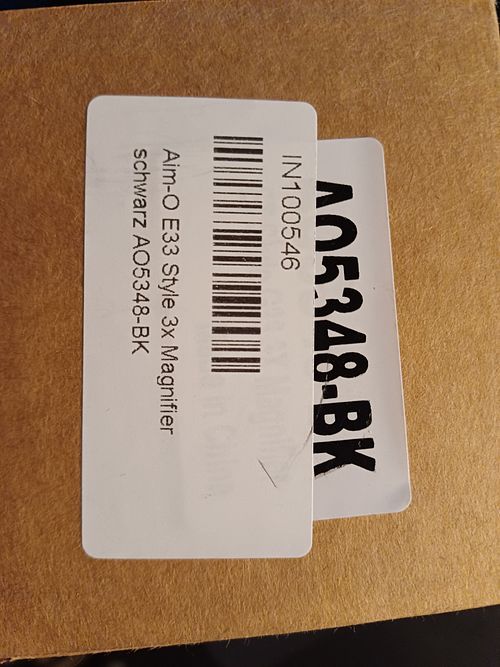 AO5348-BK
IN100546
Aim-O E33 Style 3x Magnifier
schwarz AO5348-BK